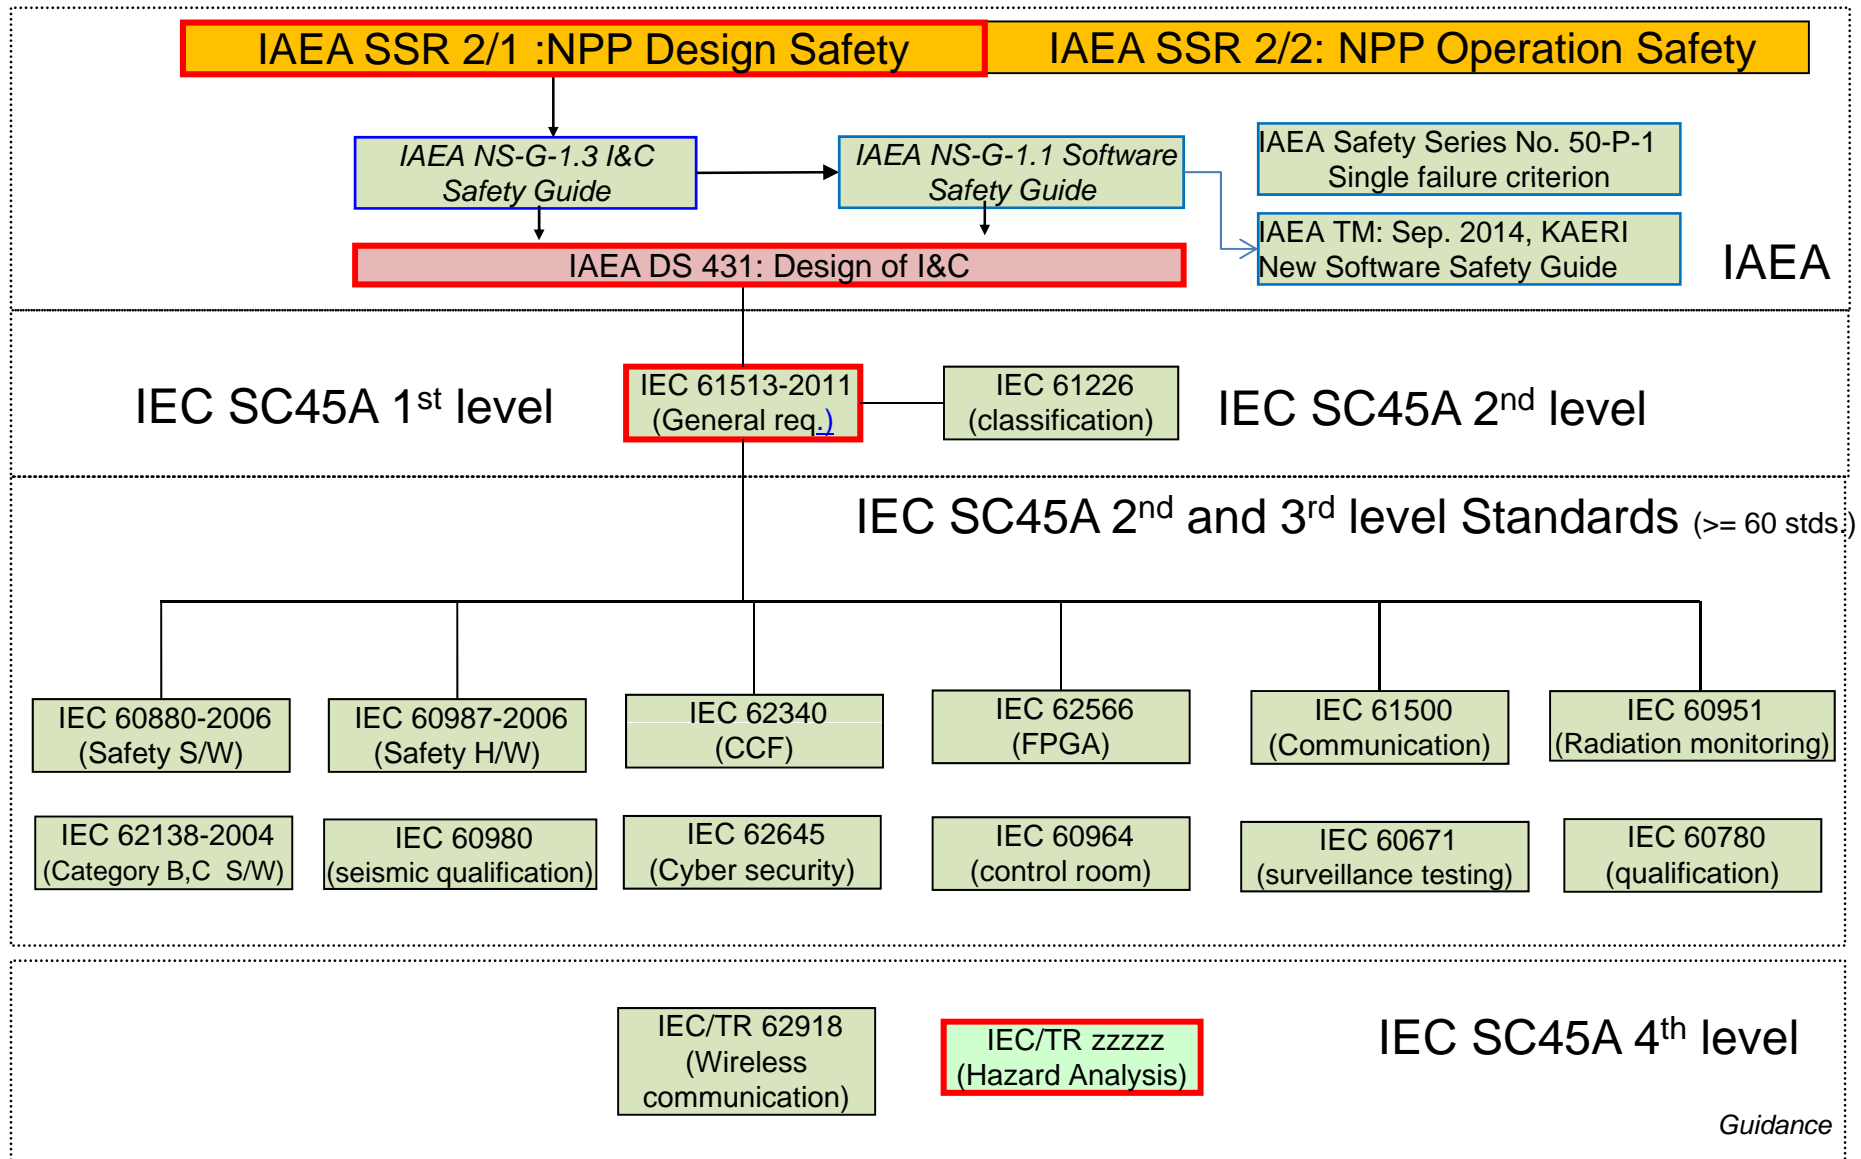 IAEA SSR 2/1 :NPP Design Safety
IAEA SSR 2/2: NPP Operation Safety
IAEA NS-G-1.3 I&C
Safety Guide
IAEA NS-G-1.1 Software
Safety Guide
IAEA Safety Series No. 50-P-1
Single failure criterion
IAEA TM: Sep. 2014, KAERI
New Software Safety Guide
IAEA
IAEA DS 431: Design of I&C
IEC SC45A 1st level
IEC 61513-2011
(General req.)
IEC 61226
(classification)
IEC SC45A 2nd level
IEC SC45A 2nd and 3rd level Standards (>= 60 stds.)
IEC 60880-2006
(Safety S/W)
IEC 60987-2006
(Safety H/W)
IEC 62340
(CCF)
IEC 62566
(FPGA)
IEC 61500
(Communication)
IEC 60951
(Radiation monitoring)
IEC 62138-2004
(Category B,C S/W)
IEC 60980
(seismic qualification)
IEC 62645
(Cyber security)
IEC 60964
(control room)
IEC 60671
(surveillance testing)
IEC 60780
(qualification)
IEC/TR 62918
(Wireless
communication)
IEC/TR zzzzz
(Hazard Analysis)
IEC SC45A 4th level
Guidance